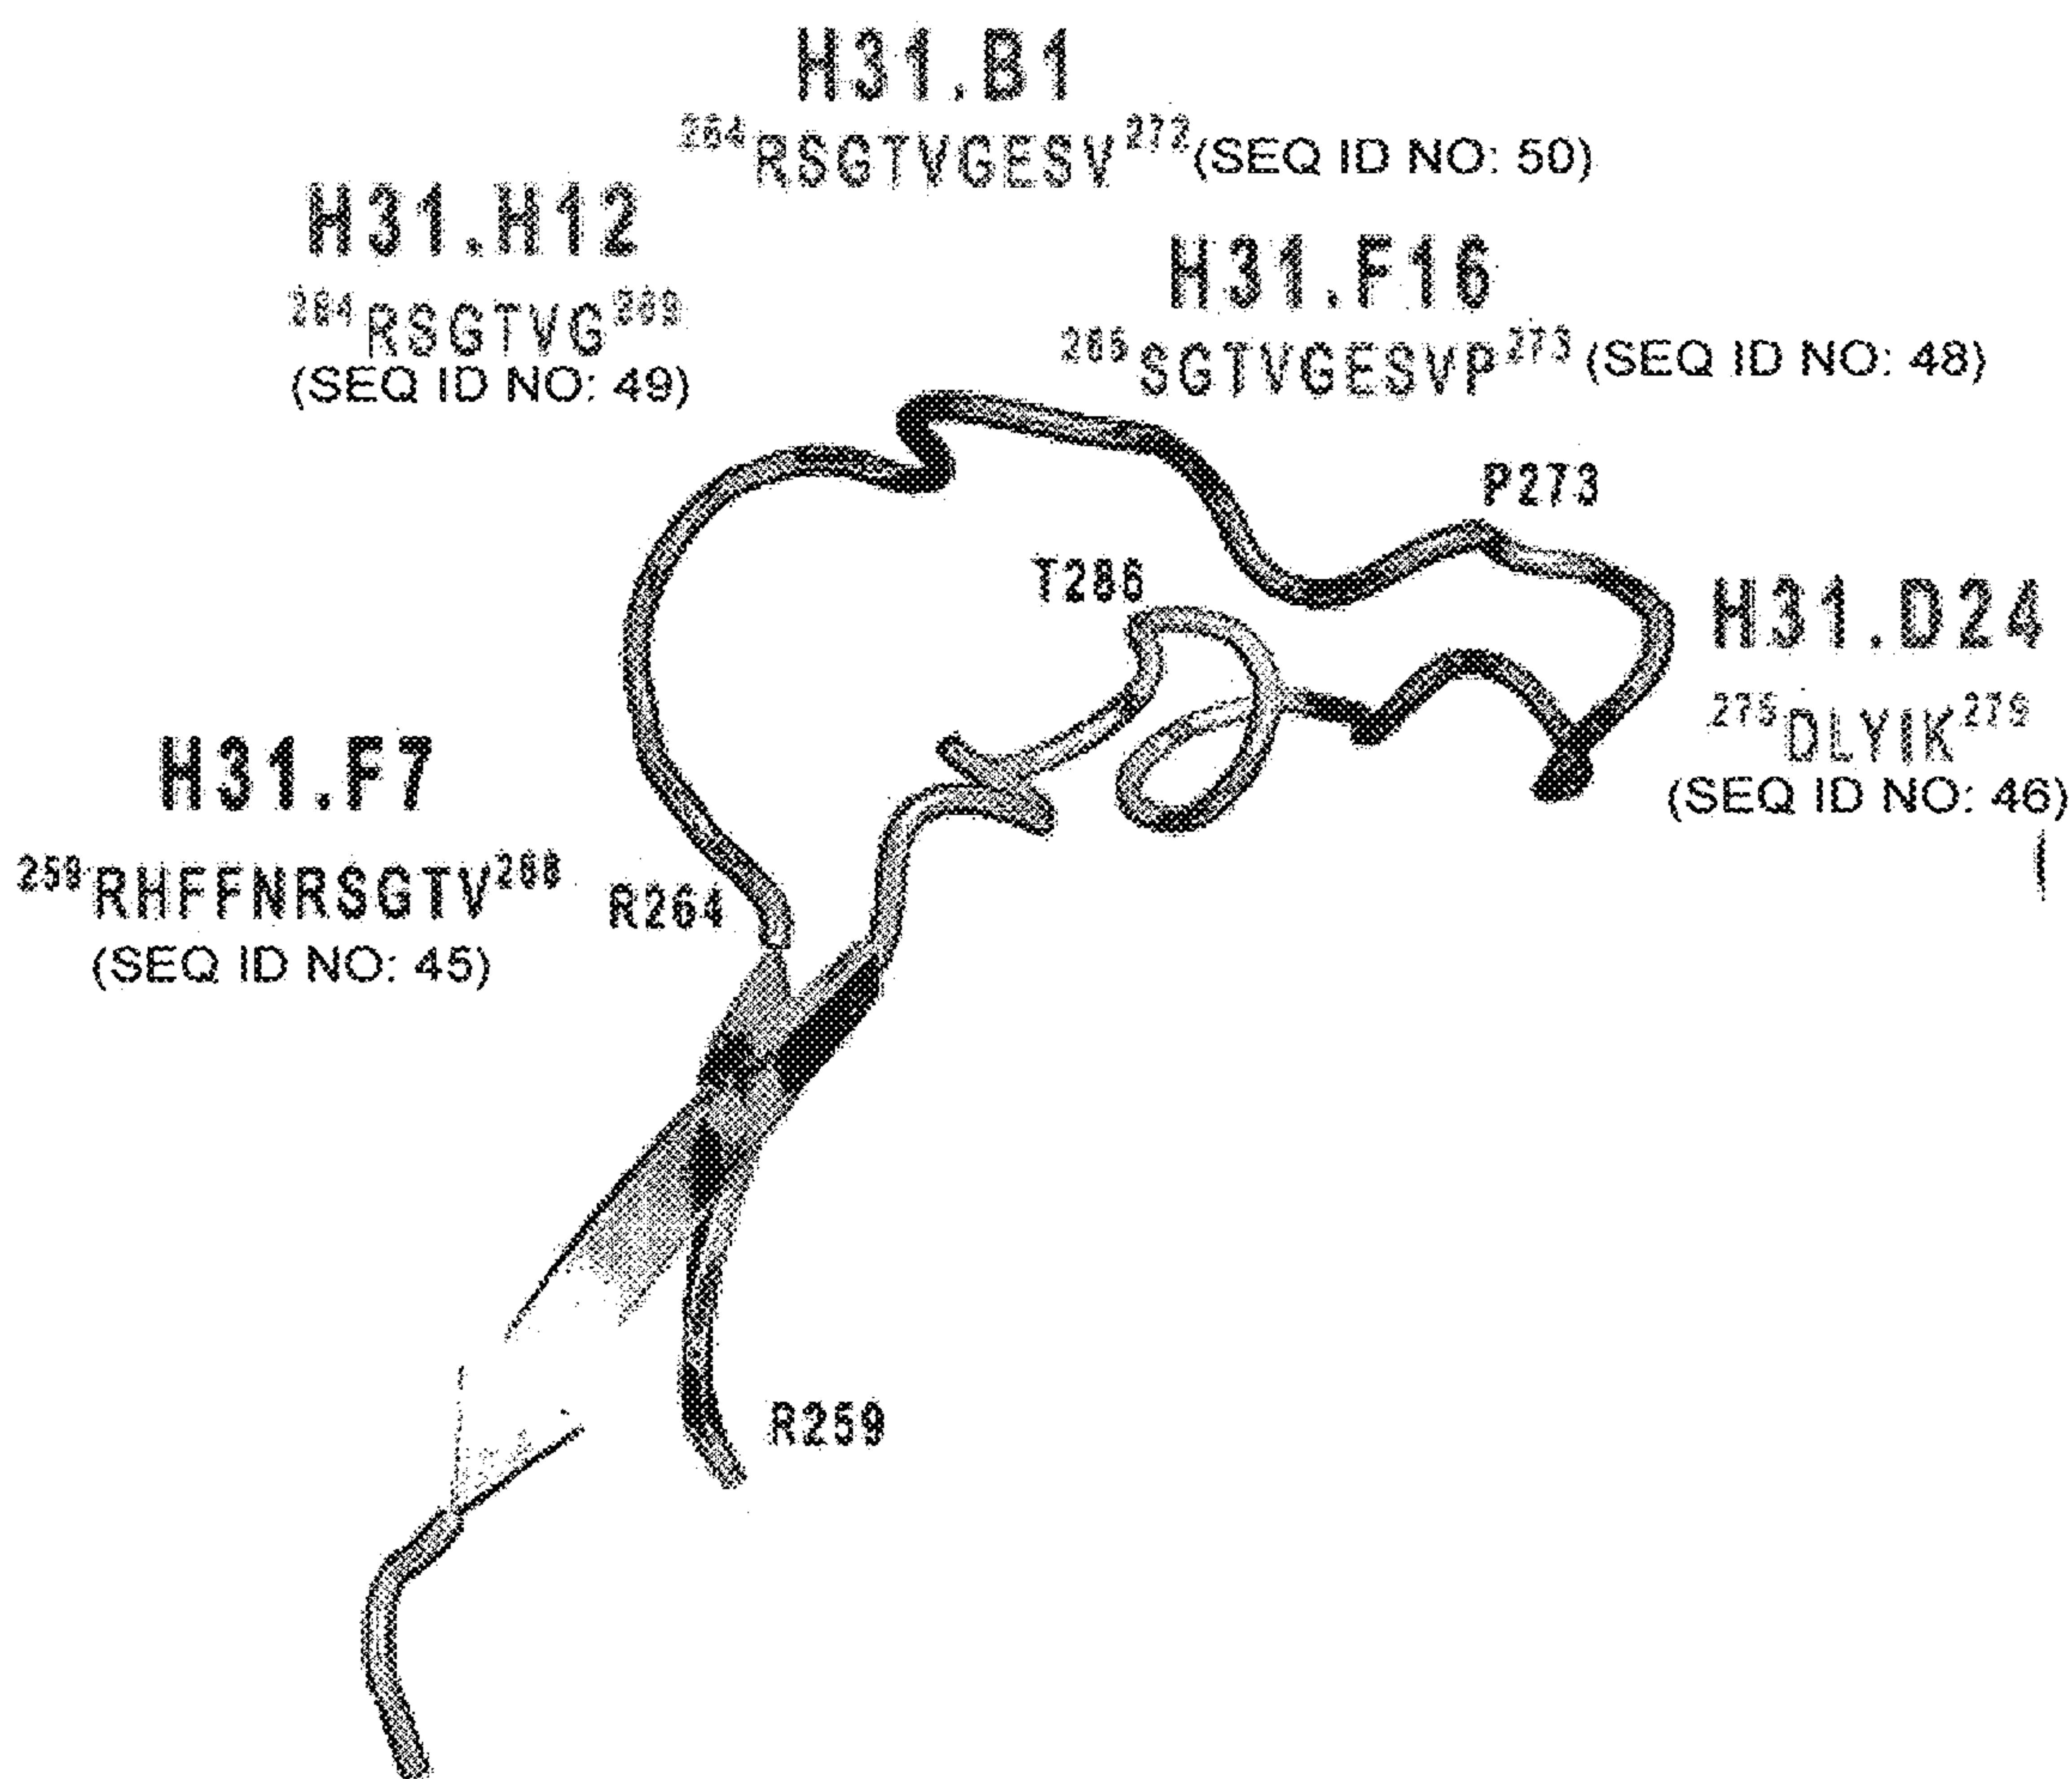 H31.B1
264RSGTVGESV272 (SEQ ID NO: 50)
H31.H12
264RSGTVG269
(SEQ ID NO: 49)
H31.F16
265SGTVGESVP273 (SEQ ID NO: 48)
P273
T286
H31.D24
275DLYIK279
(SEQ ID NO: 46)
H31.F7
259RHFFNRSGTV268
(SEQ ID NO: 45)
R264
R259